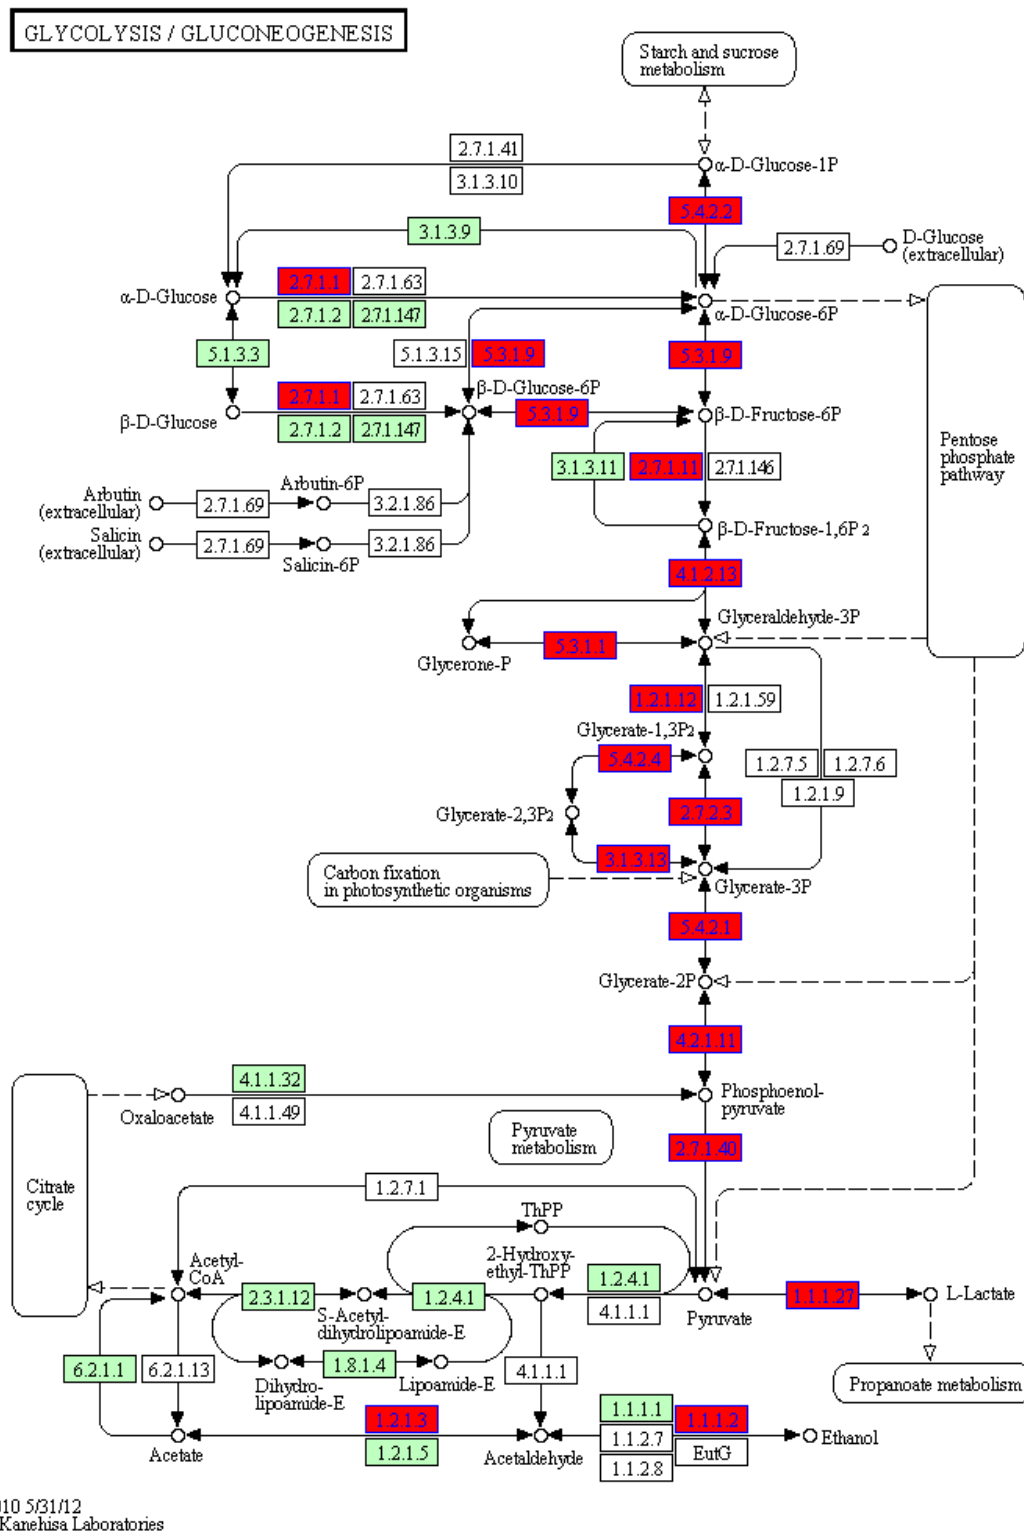 GLYCOLYSIS / GLUCONEOGENESIS
Starch and sucrose
metabolism
2.7.1.41
3.1.3.10
α-D-Glucose-1P
5.4.2.2
3.1.3.9
2.7.1.69
D-Glucose
(extracellular)
2.7.1.1
2.7.1.63
α-D-Glucose
2.7.1.2
2.7.1.147
α-D-Glucose-6P
5.1.3.3
5.1.3.15
5.3.1.9
5.3.1.9
2.7.1.1
2.7.1.63
β-D-Glucose-6P
β-D-Glucose
5.3.1.9
β-D-Fructose-6P
2.7.1.2
2.7.1.147
Pentose
phosphate
pathway
3.1.3.11
2.7.1.11
2.7.1.146
Arbutin
(extracellular)
2.7.1.69
Arbutin-6P
3.2.1.86
Salicin
(extracellular)
2.7.1.69
Salicin-6P
3.2.1.86
β-D-Fructose-1,6P2
4.1.2.13
Glyceraldehyde-3P
Glycerone-P
5.3.1.1
1.2.1.12
1.2.1.59
Glycerate-1,3P2
5.4.2.4
1.2.7.5
1.2.7.6
1.2.1.9
Glycerate-2,3P2
2.7.2.3
3.1.3.13
Carbon fixation
in photosynthetic organisms
Glycerate-3P
5.4.2.1
Glycerate-2P
4.2.1.11
4.1.1.32
Oxaloacetate
4.1.1.49
Phosphoenol-
pyruvate
Pyruvate
metabolism
2.7.1.40
Citrate
cycle
1.2.7.1
ThPP
Acetyl-
CoA
2-Hydroxy-
ethyl-ThPP
1.2.4.1
2.3.1.12
1.2.4.1
4.1.1.1
Pyruvate
1.1.1.27
L-Lactate
S-Acetyl-
dihydrolipoamide-E
6.2.1.1
6.2.1.13
1.8.1.4
4.1.1.1
Dihydro-
lipoamide-E
Lipoamide-E
Propanoate metabolism
1.2.1.3
1.1.1.1
1.1.1.2
Acetate
1.2.1.5
Acetaldehyde
1.1.2.7
EutG
Ethanol
1.1.2.8
10 5/31/12
Kanehisa Laboratories